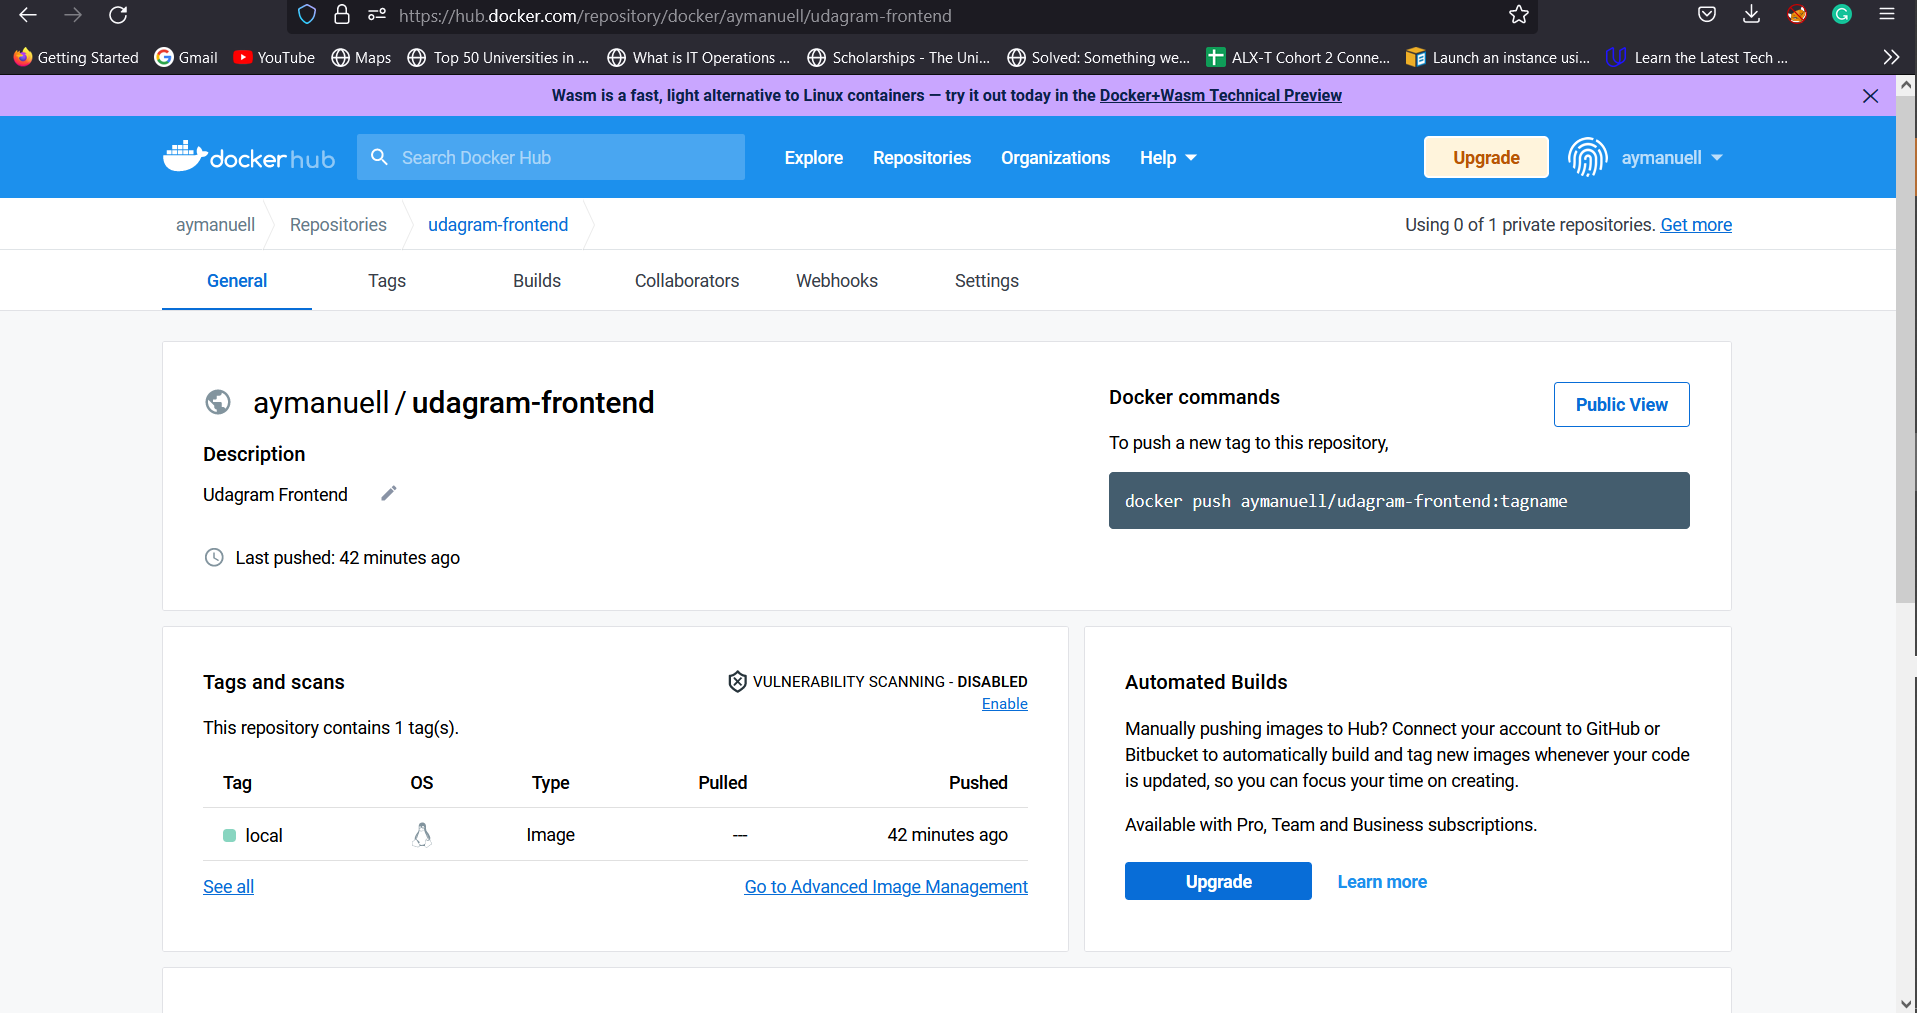 https://hub.docker.com/repository/docker/aymanuell/udagram-frontend
Getting Started Gmail YouTube Maps Top 50 Universities in ... What is IT Operations ... Scholarships - The Uni... Solved: Something we... ALX-T Cohort 2 Conne... Launch an instance usi... Learn the Latest Tech ...
Wasm is a fast, light alternative to Linux containers — try it out today in the Docker+Wasm Technical Preview
docker hub Search Docker Hub Explore Repositories Organizations Help Upgrade aymanuell
aymanuell Repositories udagram-frontend Using 0 of 1 private repositories. Get more
General Tags Builds Collaborators Webhooks Settings
aymanuell / udagram-frontend
Description
Udagram Frontend
Last pushed: 42 minutes ago
Docker commands
Public View
To push a new tag to this repository,
docker push aymanuell/udagram-frontend:tagname
Tags and scans
VULNERABILITY SCANNING - DISABLED
Enable
This repository contains 1 tag(s).
Tag OS Type Pulled Pushed
local Image --- 42 minutes ago
See all Go to Advanced Image Management
Automated Builds
Manually pushing images to Hub? Connect your account to GitHub or
Bitbucket to automatically build and tag new images whenever your code
is updated, so you can focus your time on creating.
Available with Pro, Team and Business subscriptions.
Upgrade Learn more